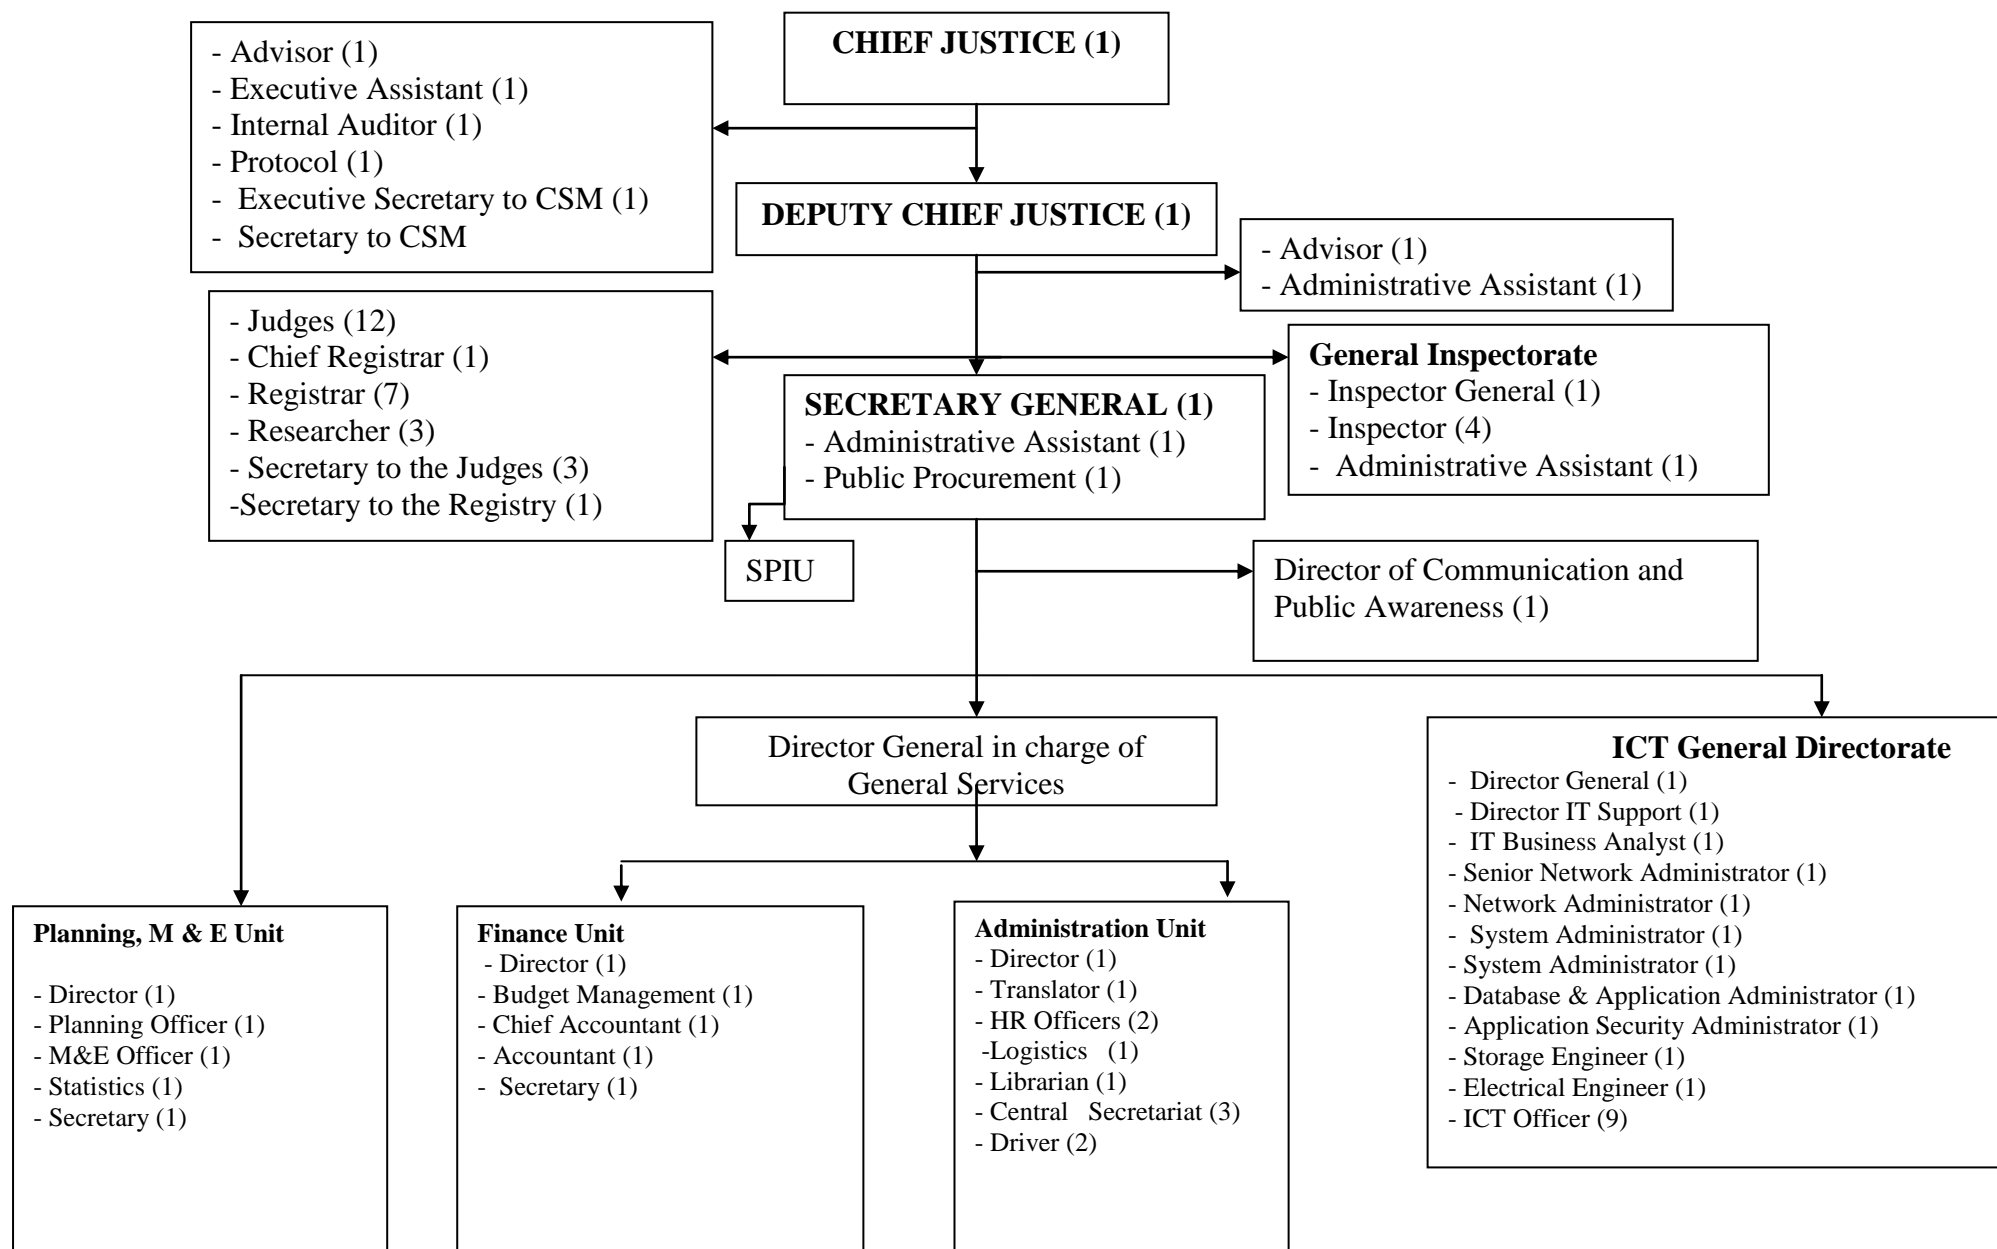 CHIEF JUSTICE (1)
- Advisor (1)
- Executive Assistant (1)
- Internal Auditor (1)
- Protocol (1)
- Executive Secretary to CSM (1)
- Secretary to CSM
DEPUTY CHIEF JUSTICE (1)
- Advisor (1)
- Administrative Assistant (1)
- Judges (12)
- Chief Registrar (1)
- Registrar (7)
- Researcher (3)
- Secretary to the Judges (3)
-Secretary to the Registry (1)
General Inspectorate
- Inspector General (1)
- Inspector (4)
- Administrative Assistant (1)
SECRETARY GENERAL (1)
- Administrative Assistant (1)
- Public Procurement (1)
SPIU
Director of Communication and
Public Awareness (1)
Director General in charge of
General Services
ICT General Directorate
- Director General (1)
- Director IT Support (1)
- IT Business Analyst (1)
- Senior Network Administrator (1)
- Network Administrator (1)
- System Administrator (1)
- System Administrator (1)
- Database & Application Administrator (1)
- Application Security Administrator (1)
- Storage Engineer (1)
- Electrical Engineer (1)
- ICT Officer (9)
Planning, M & E Unit
- Director (1)
- Planning Officer (1)
- M&E Officer (1)
- Statistics (1)
- Secretary (1)
Finance Unit
- Director (1)
- Budget Management (1)
- Chief Accountant (1)
- Accountant (1)
- Secretary (1)
Administration Unit
- Director (1)
- Translator (1)
- HR Officers (2)
-Logistics (1)
- Librarian (1)
- Central Secretariat (3)
- Driver (2)